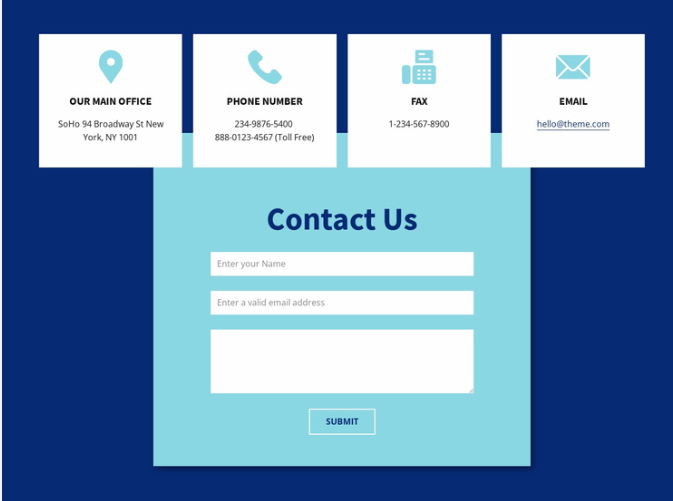 OUR MAIN OFFICE
SoHo 94 Broadway St New
York, NY 1001
PHONE NUMBER
234-9876-5400
888-0123-4567 (Toll Free)
FAX
1-234-567-8900
EMAIL
hello@theme.com
Contact Us
Enter your Name
Enter a valid email address
SUBMIT